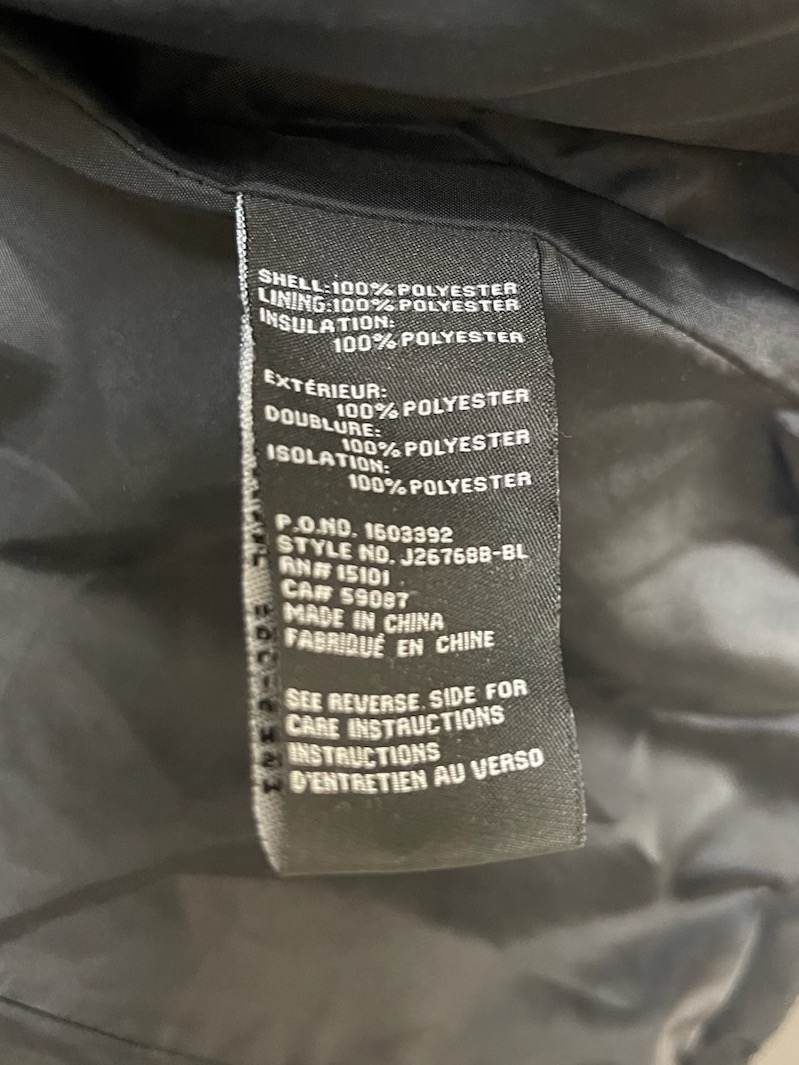 SHELL:100% POLYESTER
LINING:100% POLYESTER
INSULATION:
100% POLYESTER
EXTÉRIEUR:
100% POLYESTER
DOUBLURE:
100% POLYESTER
ISOLATION:
100% POLYESTER
P.O.NO. 1603392
STYLE NO. J26768B-BL
RN# 15101
CA# 59087
MADE IN CHINA
FABRIQUÉ EN CHINE
SEE REVERSE SIDE FOR
CARE INSTRUCTIONS
INSTRUCTIONS
D'ENTRETIEN AU VERSO